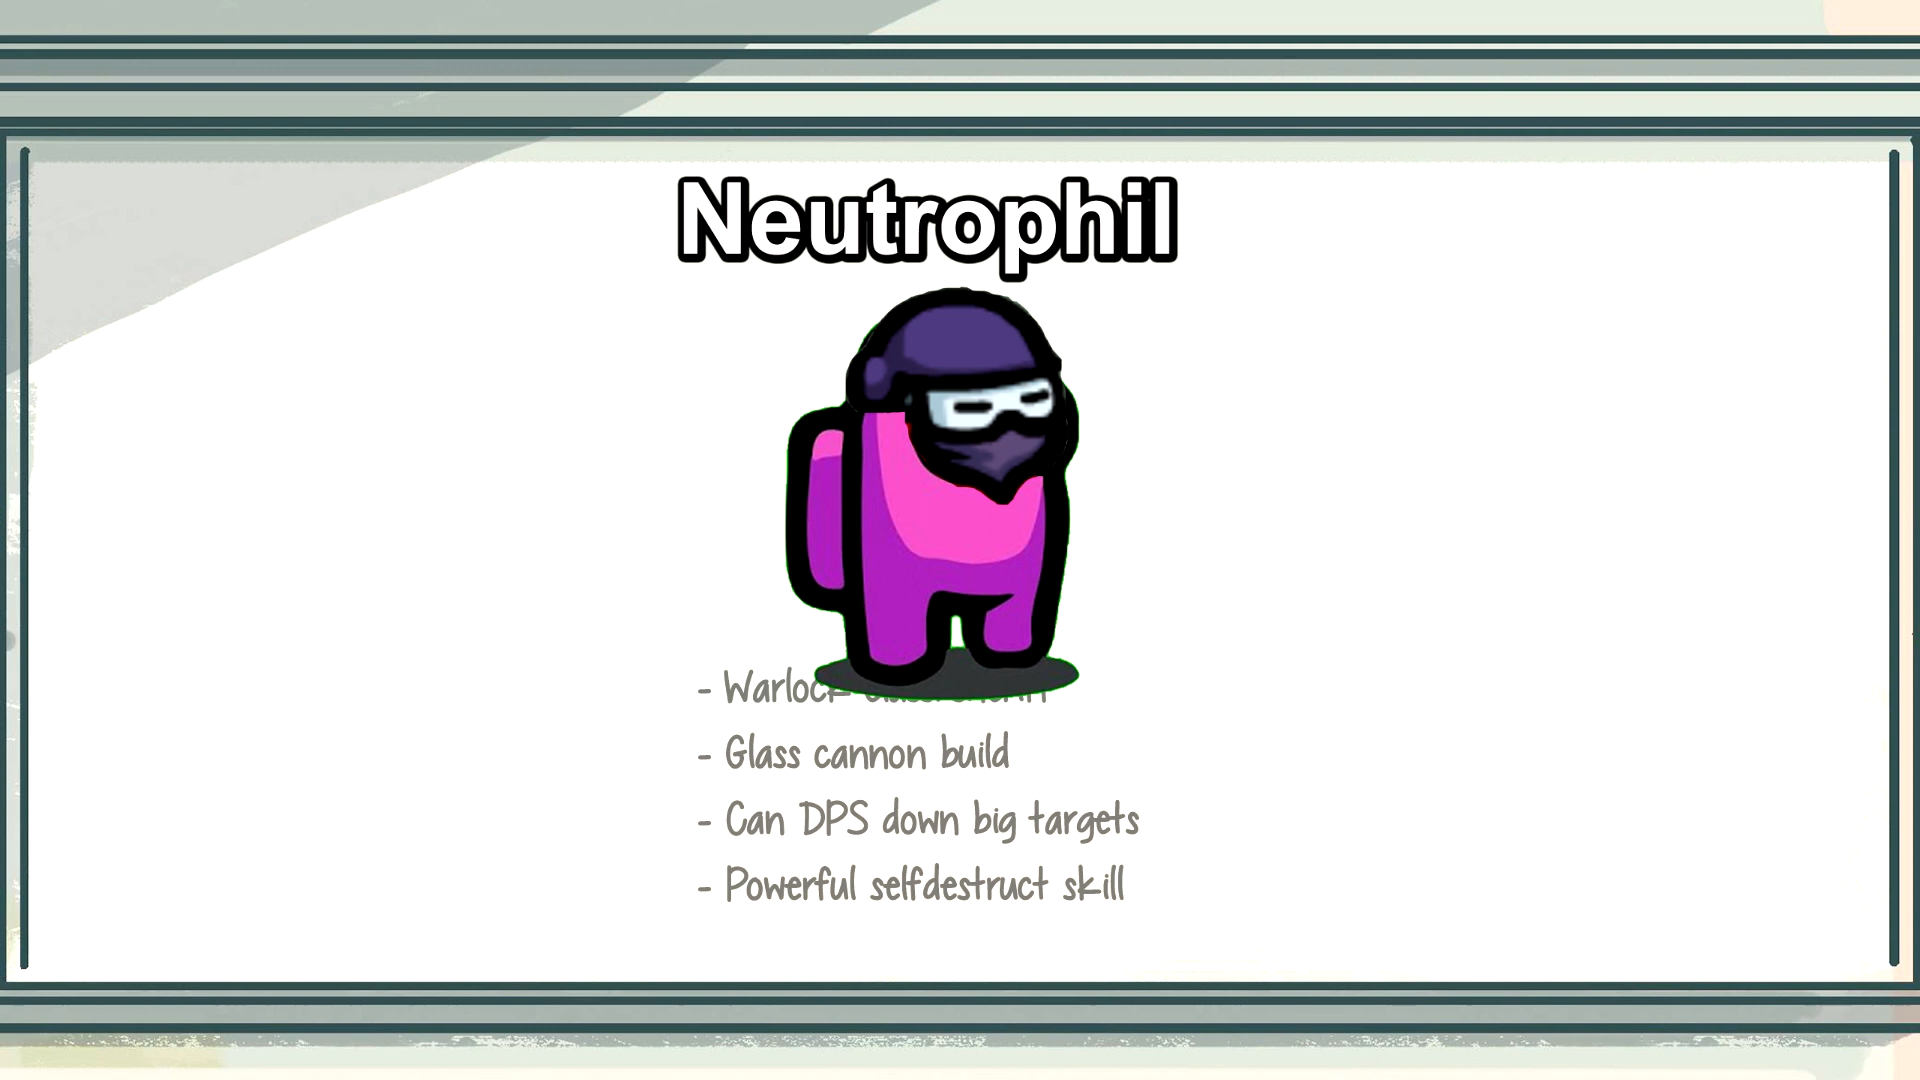 Neutrophil
- Warlock
- Glass cannon build
- Can DPS down big targets
- Powerful selfdestruct skill